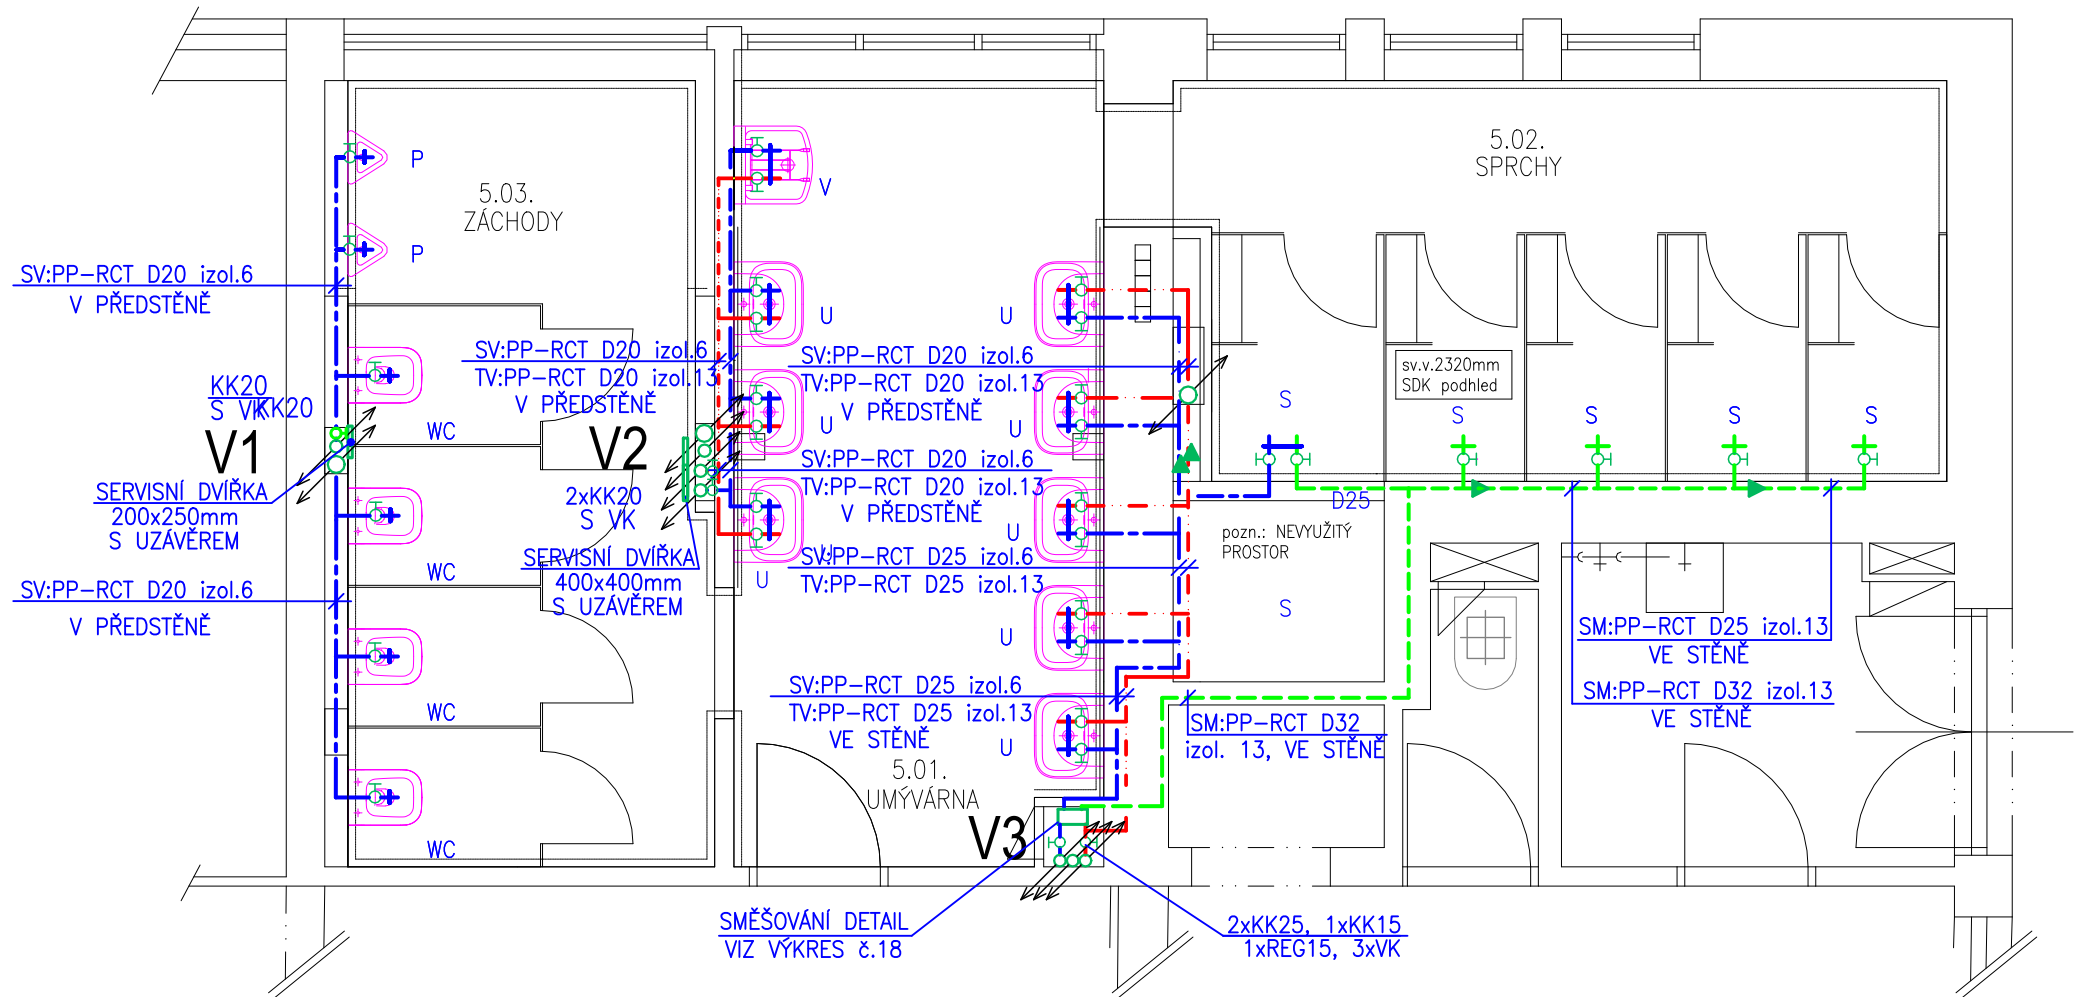 5.02.
SPRCHY
P
V
5.03.
ZÁCHODY
P
SV:PP-RCT D20 izol.6
V PŘEDSTĚNĚ
U
U
SV:PP-RCT D20 izol.6
TV:PP-RCT D20 izol.13
V PŘEDSTĚNĚ
SV:PP-RCT D20 izol.6
TV:PP-RCT D20 izol.13
V PŘEDSTĚNĚ
sv.v.2320mm
SDK podhled
KK20
S VK
KK20
S
S
S
S
S
WC
U
U
V1
V2
SV:PP-RCT D20 izol.6
TV:PP-RCT D20 izol.13
V PŘEDSTĚNĚ
SERVISNÍ DVÍŘKA
200x250mm
S UZÁVĚREM
2xKK20
S VK
D25
pozn.: NEVYUŽITÝ
PROSTOR
U
U
SERVISNÍ DVÍŘKA
400x400mm
S UZÁVĚREM
SV:PP-RCT D25 izol.6
TV:PP-RCT D25 izol.13
WC
U
SV:PP-RCT D20 izol.6
V PŘEDSTĚNĚ
S
U
SM:PP-RCT D25 izol.13
VE STĚNĚ
SV:PP-RCT D25 izol.6
TV:PP-RCT D25 izol.13
VE STĚNĚ
SM:PP-RCT D32 izol.13
VE STĚNĚ
WC
SM:PP-RCT D32
izol. 13, VE STĚNĚ
U
5.01.
UMÝVÁRNA
V3
WC
SMĚŠOVÁNÍ DETAIL
VIZ VÝKRES č.18
2xKK25, 1xKK15
1xREG15, 3xVK